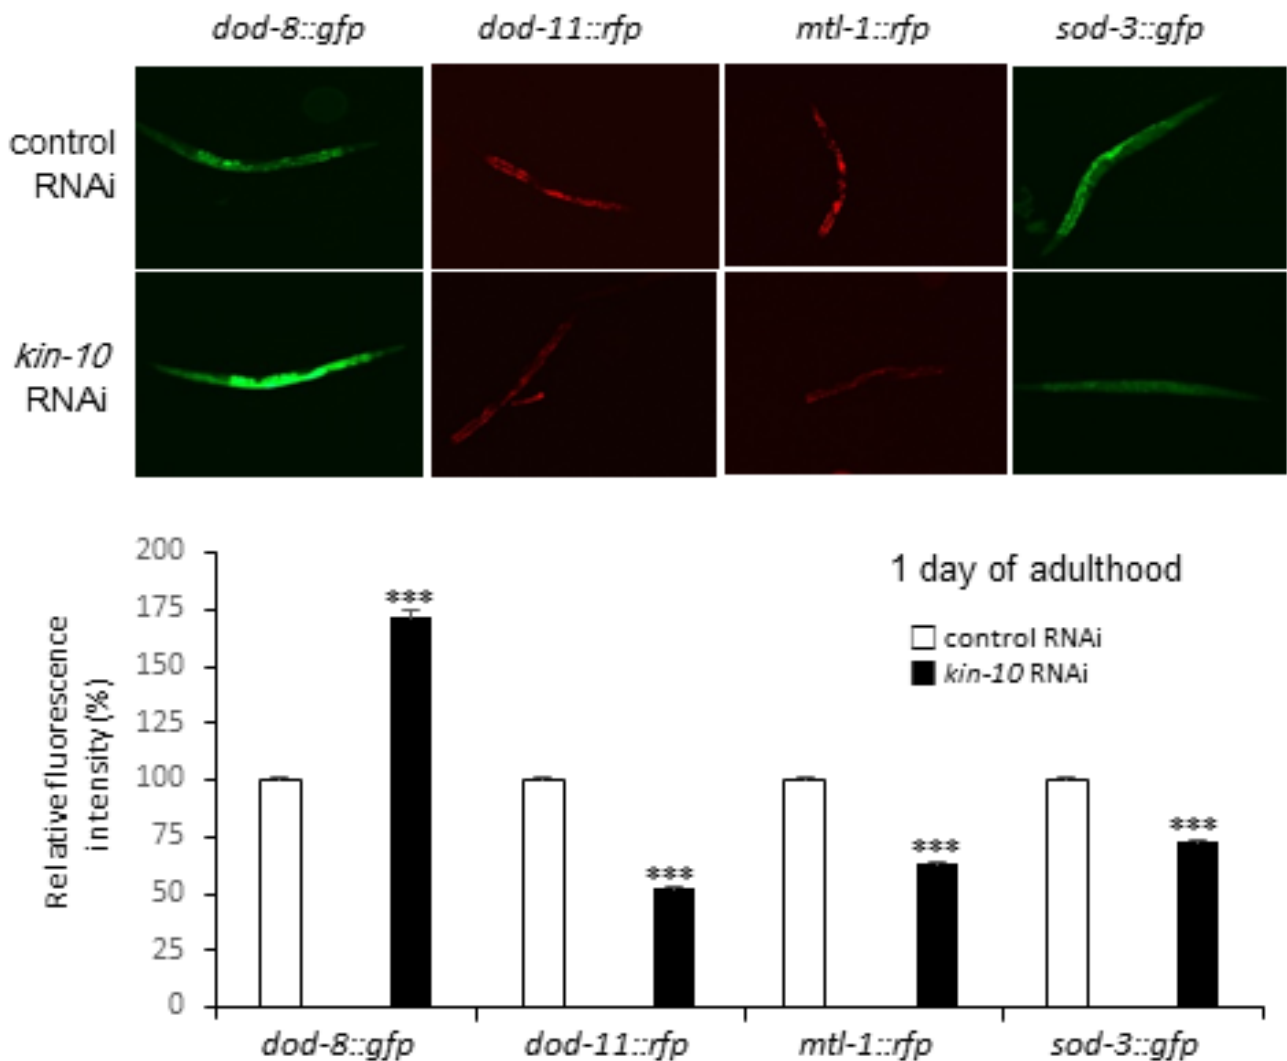 dod-8::gfp dod-11::rfp mtl-1::rfp sod-3::gfp
control
RNAi
kin-10
RNAi
Relative fluorescence
intensity (%)
200
175
150
125
100
75
50
25
0
***
***
***
***
1 day of adulthood
control RNAi
kin-10 RNAi
dod-8::gfp dod-11::rfp mtl-1::rfp sod-3::gfp